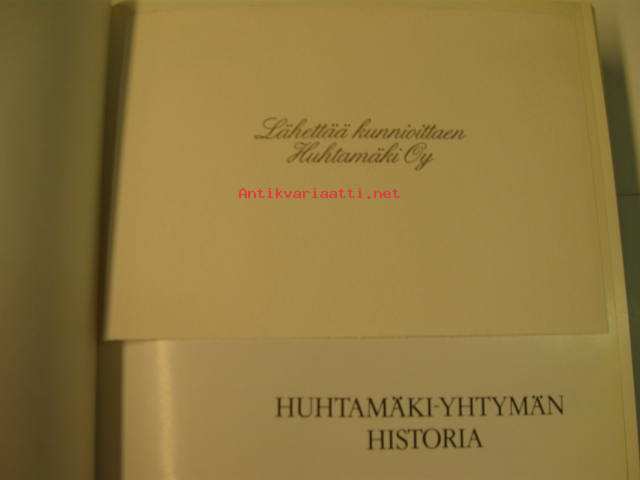 Lähettää kunnioittaen
Huhtamäki Oy
Antikvariaatti.net
HUHTAMÄKI-YHTYMÄN
HISTORIA